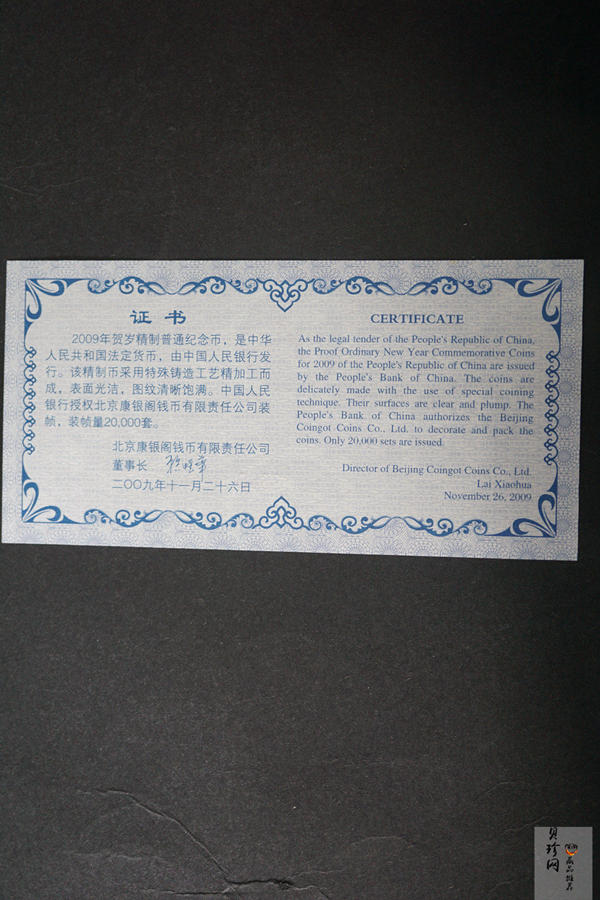 证书
2009年贺岁精制普通纪念币，是中华
人民共和国法定货币，由中国人民银行发
行。该精制币采用特殊铸造工艺精加工而
成，表面光洁，图纹清晰饱满。中国人民
银行授权北京康银阁钱币有限责任公司装
帧，装帧量20,000套。
北京康银阁钱币有限责任公司
董事长
二〇〇九年十一月二十六日
CERTIFICATE
As the legal tender of the People's Republic of China,
the Proof Ordinary New Year Commemorative Coins
for 2009 of the People's Republic of China are issued
by the People's Bank of China. The coins are
delicately made with the use of special coining
technique. Their surfaces are clear and plump. The
People's Bank of China authorizes the Beijing
Coingot Coins Co., Ltd. to decorate and pack the
coins. Only 20,000 sets are issued.
Director of Beijing Coingot Coins Co., Ltd.
Lai Xiaohua
November 26, 2009
贝珍网
藏品推荐